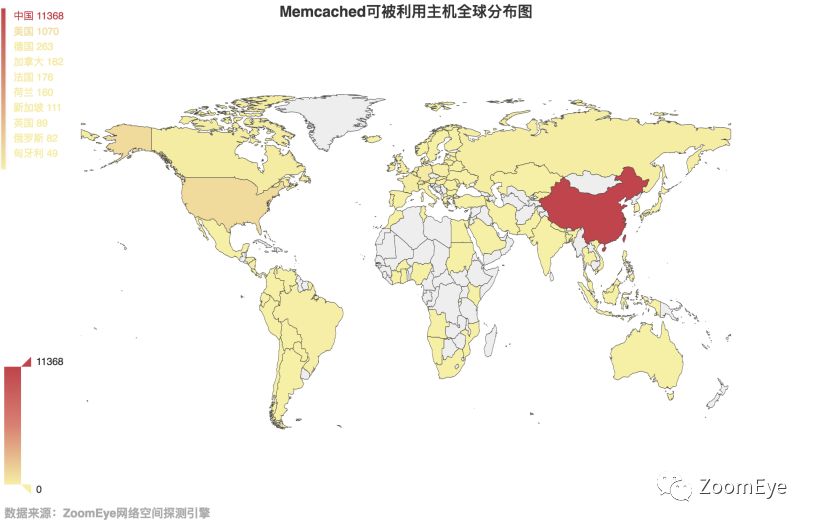 Memcached可被利用主机全球分布图
中国 11368
美国 1070
德国 263
加拿大 182
法国 176
荷兰 160
新加坡 111
英国 89
俄罗斯 82
匈牙利 49
11368
0
ZoomEye
数据来源：ZoomEye网络空间探测引擎